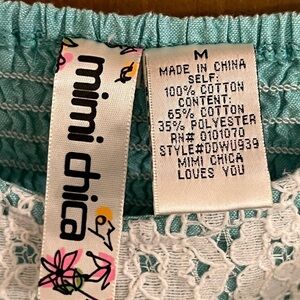 mimi chica
M
MADE IN CHINA
SELF:
100% COTTON
CONTENT:
65% COTTON
35% POLYESTER
RN# 0101070
STYLE#DDWU939
MIMI CHICA
LOVES YOU